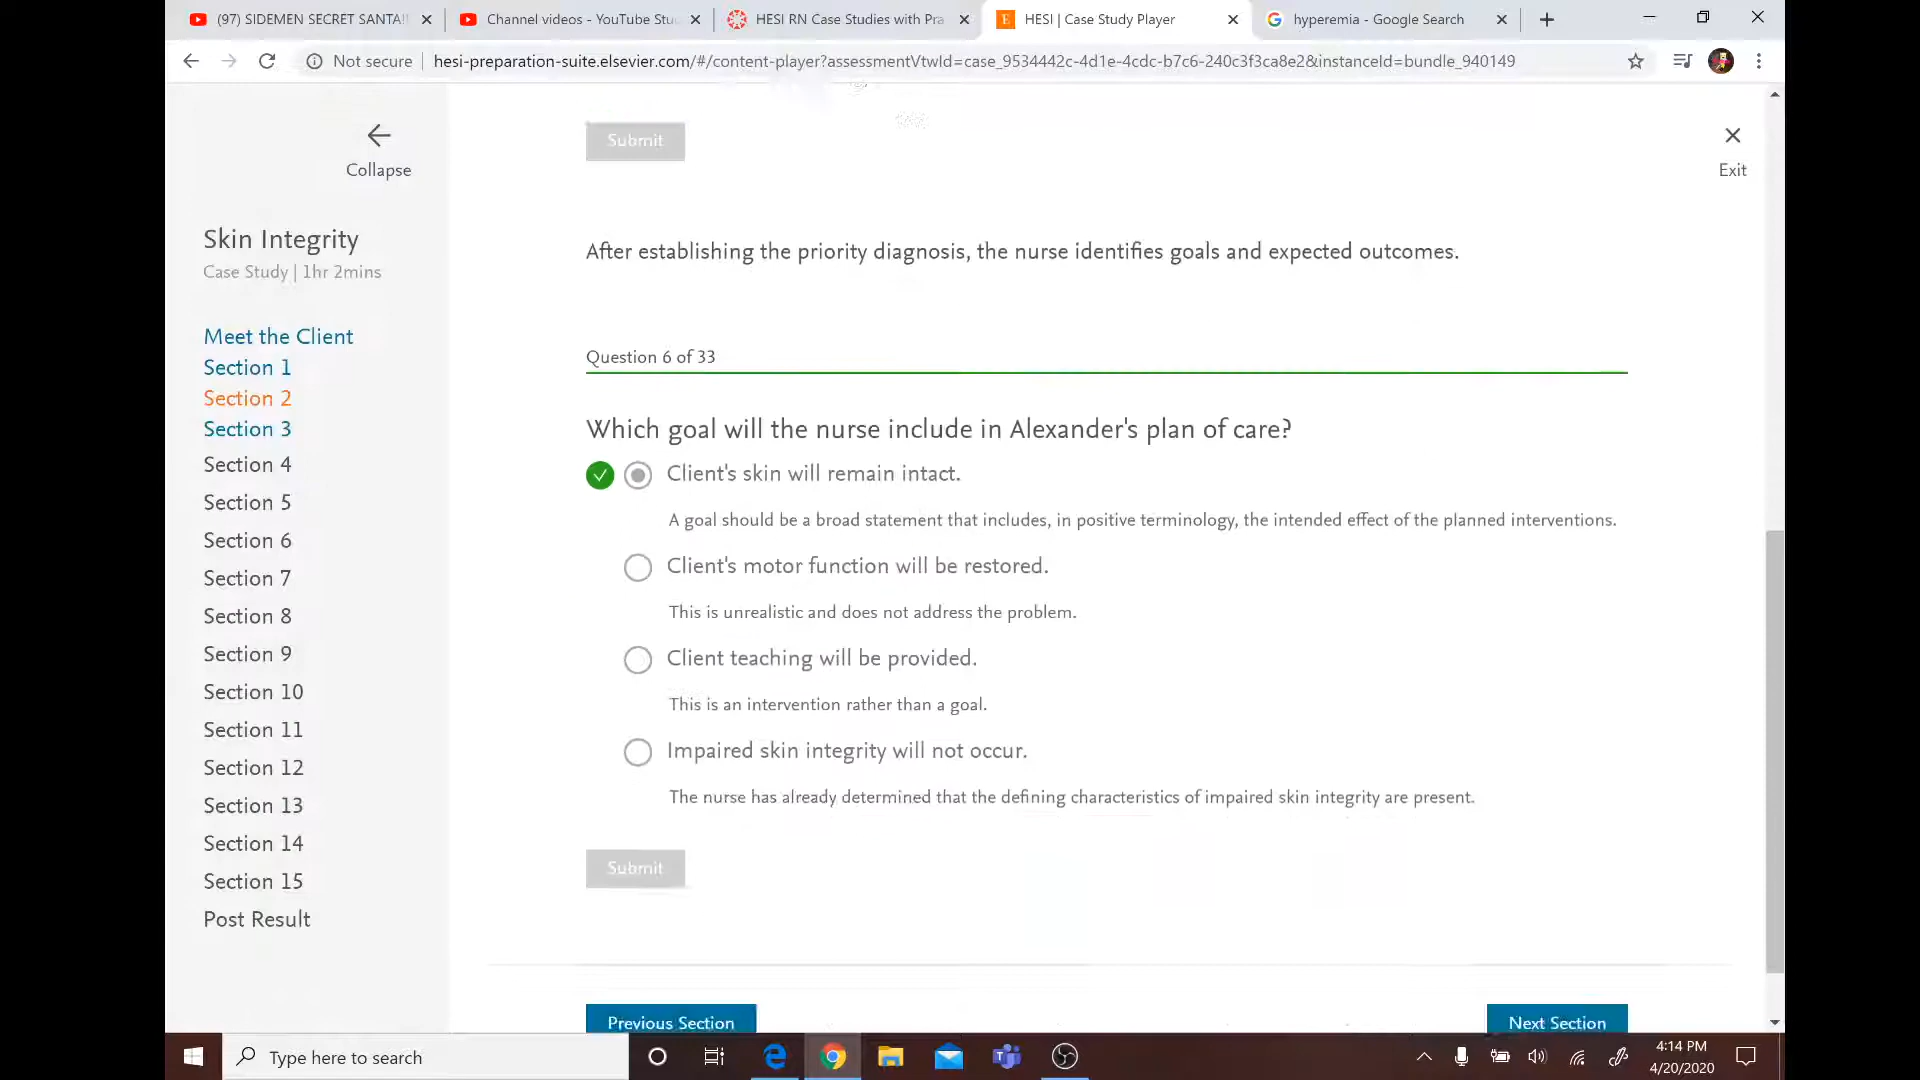 (97) SIDEMEN SECRET SANTA!!
Channel videos - YouTube Stu
HESI RN Case Studies with Pra
HESI | Case Study Player
hyperemia - Google Search
Not secure
hesi-preparation-suite.elsevier.com/#/content-player?assessmentVtwId=case_9534442c-4d1e-4cdc-b7c6-240c3f3ca8e2&instanceId=bundle_940149
Collapse
Submit
Exit
Skin Integrity
Case Study | 1hr 2mins
Meet the Client
Section 1
Section 2
Section 3
Section 4
Section 5
Section 6
Section 7
Section 8
Section 9
Section 10
Section 11
Section 12
Section 13
Section 14
Section 15
Post Result
After establishing the priority diagnosis, the nurse identifies goals and expected outcomes.
Question 6 of 33
Which goal will the nurse include in Alexander's plan of care?
Client's skin will remain intact.
A goal should be a broad statement that includes, in positive terminology, the intended effect of the planned interventions.
Client's motor function will be restored.
This is unrealistic and does not address the problem.
Client teaching will be provided.
This is an intervention rather than a goal.
Impaired skin integrity will not occur.
The nurse has already determined that the defining characteristics of impaired skin integrity are present.
Submit
Previous Section
Next Section
Type here to search
4:14 PM
4/20/2020